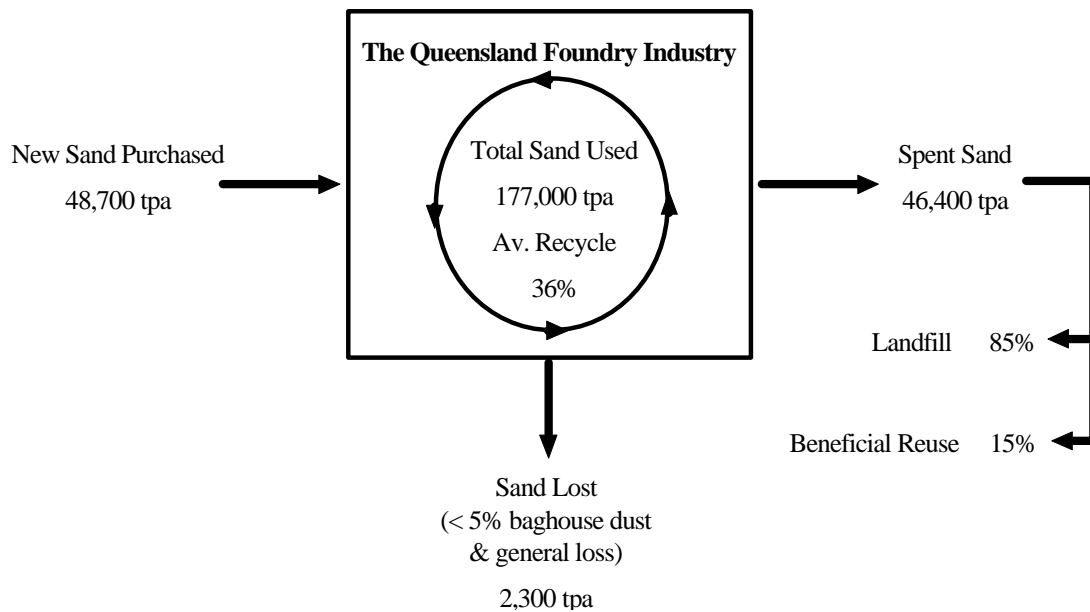 The Queensland Foundry Industry
New Sand Purchased
48,700 tpa
Total Sand Used
177,000 tpa
Av. Recycle
36%
Spent Sand
46,400 tpa
Landfill 85%
Beneficial Reuse 15%
Sand Lost
(< 5% baghouse dust
& general loss)
2,300 tpa